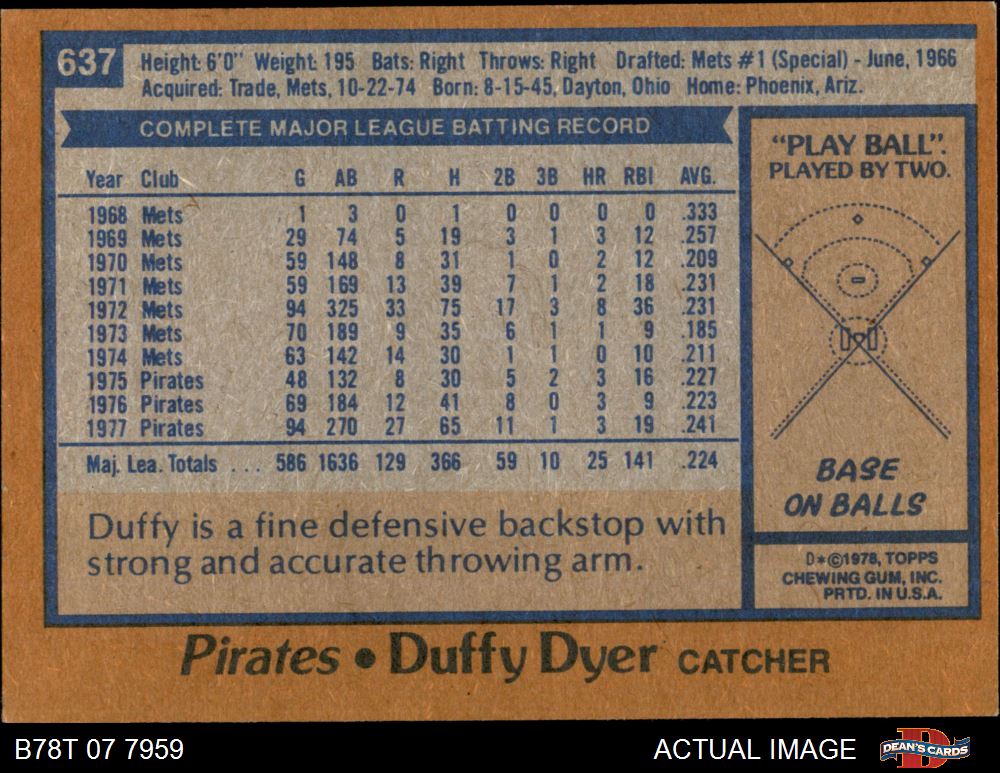 637
Height: 6'0" Weight: 195 Bats: Right Throws: Right Drafted: Mets #1 (Special) - June, 1966
Acquired: Trade, Mets, 10-22-74 Born: 8-15-45, Dayton, Ohio Home: Phoenix, Ariz.
COMPLETE MAJOR LEAGUE BATTING RECORD
Year Club G AB R H 2B 3B HR RBI AVG.
1968 Mets 1 3 0 1 0 0 0 0 .333
1969 Mets 29 74 5 19 3 1 3 12 .257
1970 Mets 59 148 8 31 1 0 2 12 .209
1971 Mets 59 169 13 39 7 1 2 18 .231
1972 Mets 94 325 33 75 17 3 8 36 .231
1973 Mets 70 189 9 35 6 1 1 9 .185
1974 Mets 63 142 14 30 1 1 0 10 .211
1975 Pirates 48 132 8 30 5 2 3 16 .227
1976 Pirates 69 184 12 41 8 0 3 9 .223
1977 Pirates 94 270 27 65 11 1 3 19 .241
Maj. Lea. Totals ... 586 1636 129 366 59 10 25 141 .224
Duffy is a fine defensive backstop with
strong and accurate throwing arm.
"PLAY BALL".
PLAYED BY TWO.
BASE
ON BALLS
D*©1978, TOPPS
CHEWING GUM, INC.
PRTD. IN U.S.A.
Pirates • Duffy Dyer CATCHER
B78T 07 7959
ACTUAL IMAGE
DEAN'S CARDS